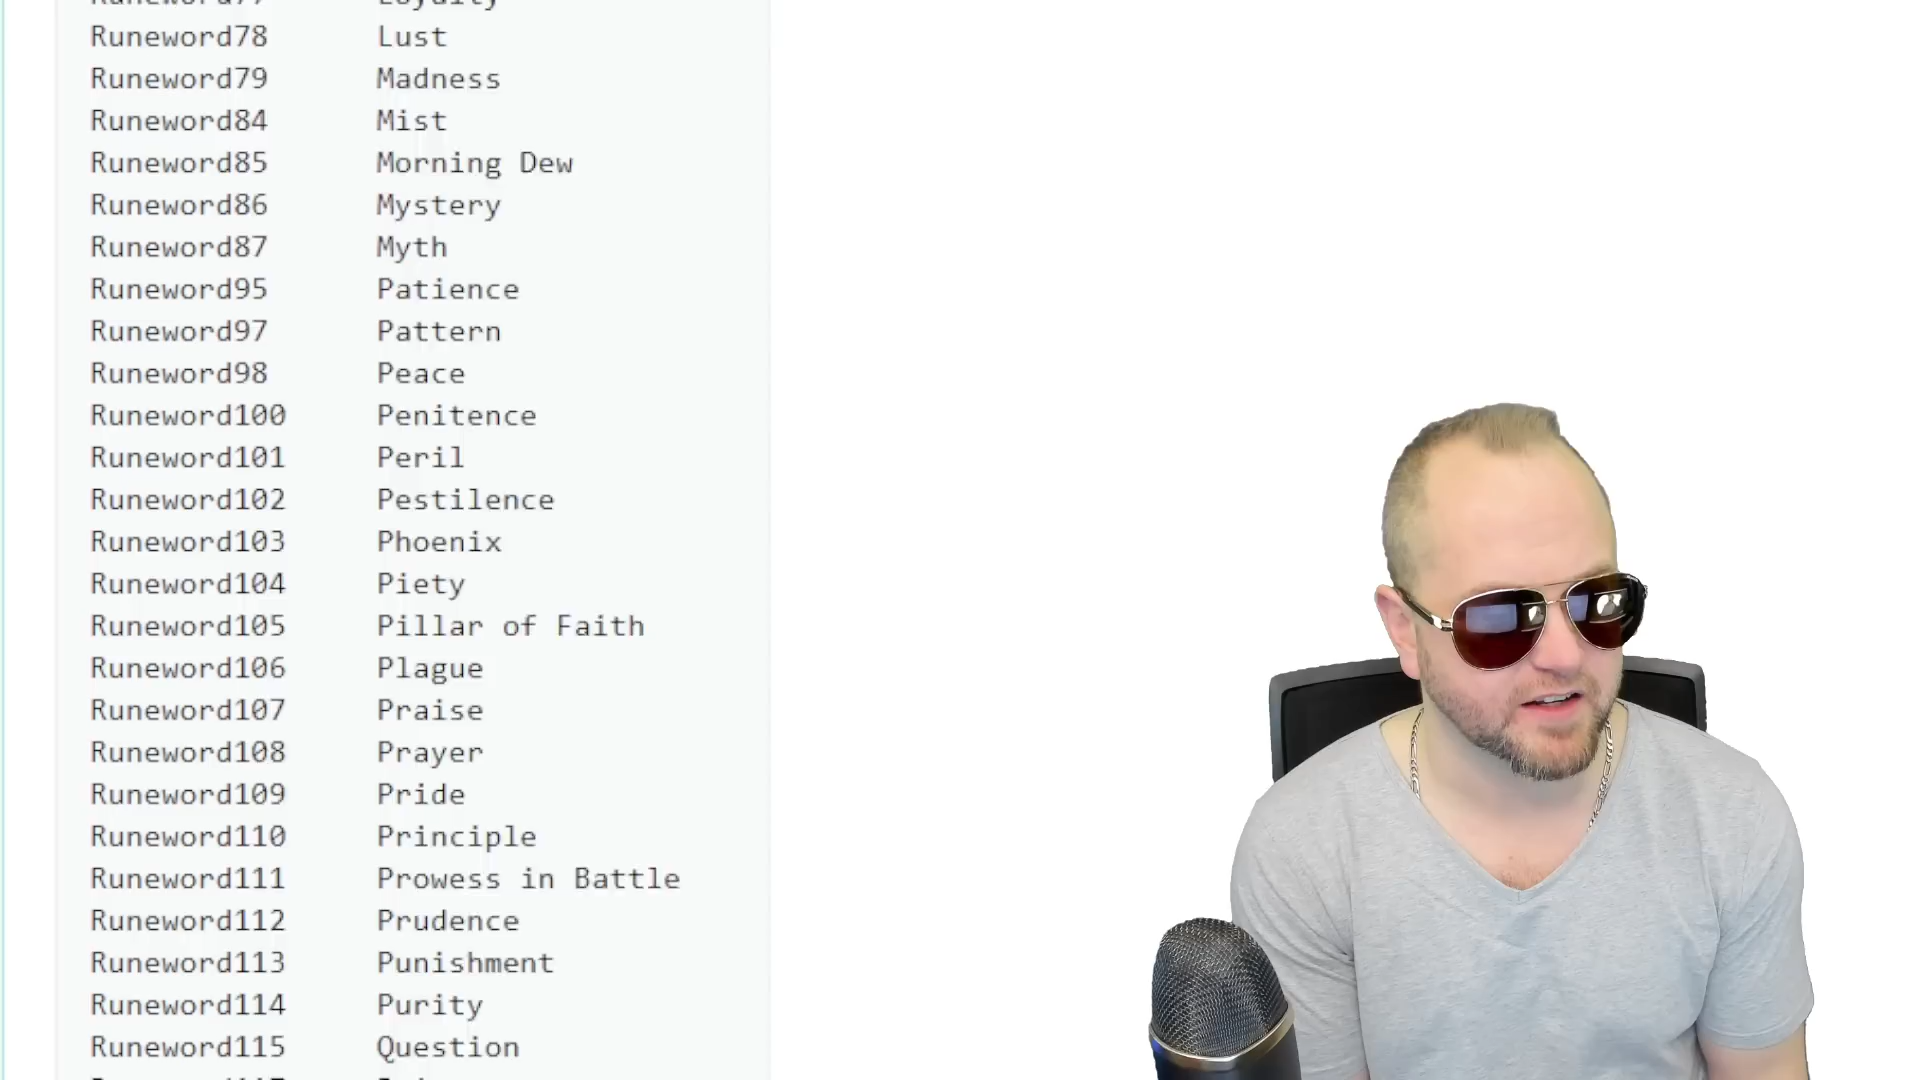 Runeword78 Lust
Runeword79 Madness
Runeword84 Mist
Runeword85 Morning Dew
Runeword86 Mystery
Runeword87 Myth
Runeword95 Patience
Runeword97 Pattern
Runeword98 Peace
Runeword100 Penitence
Runeword101 Peril
Runeword102 Pestilence
Runeword103 Phoenix
Runeword104 Piety
Runeword105 Pillar of Faith
Runeword106 Plague
Runeword107 Praise
Runeword108 Prayer
Runeword109 Pride
Runeword110 Principle
Runeword111 Prowess in Battle
Runeword112 Prudence
Runeword113 Punishment
Runeword114 Purity
Runeword115 Question